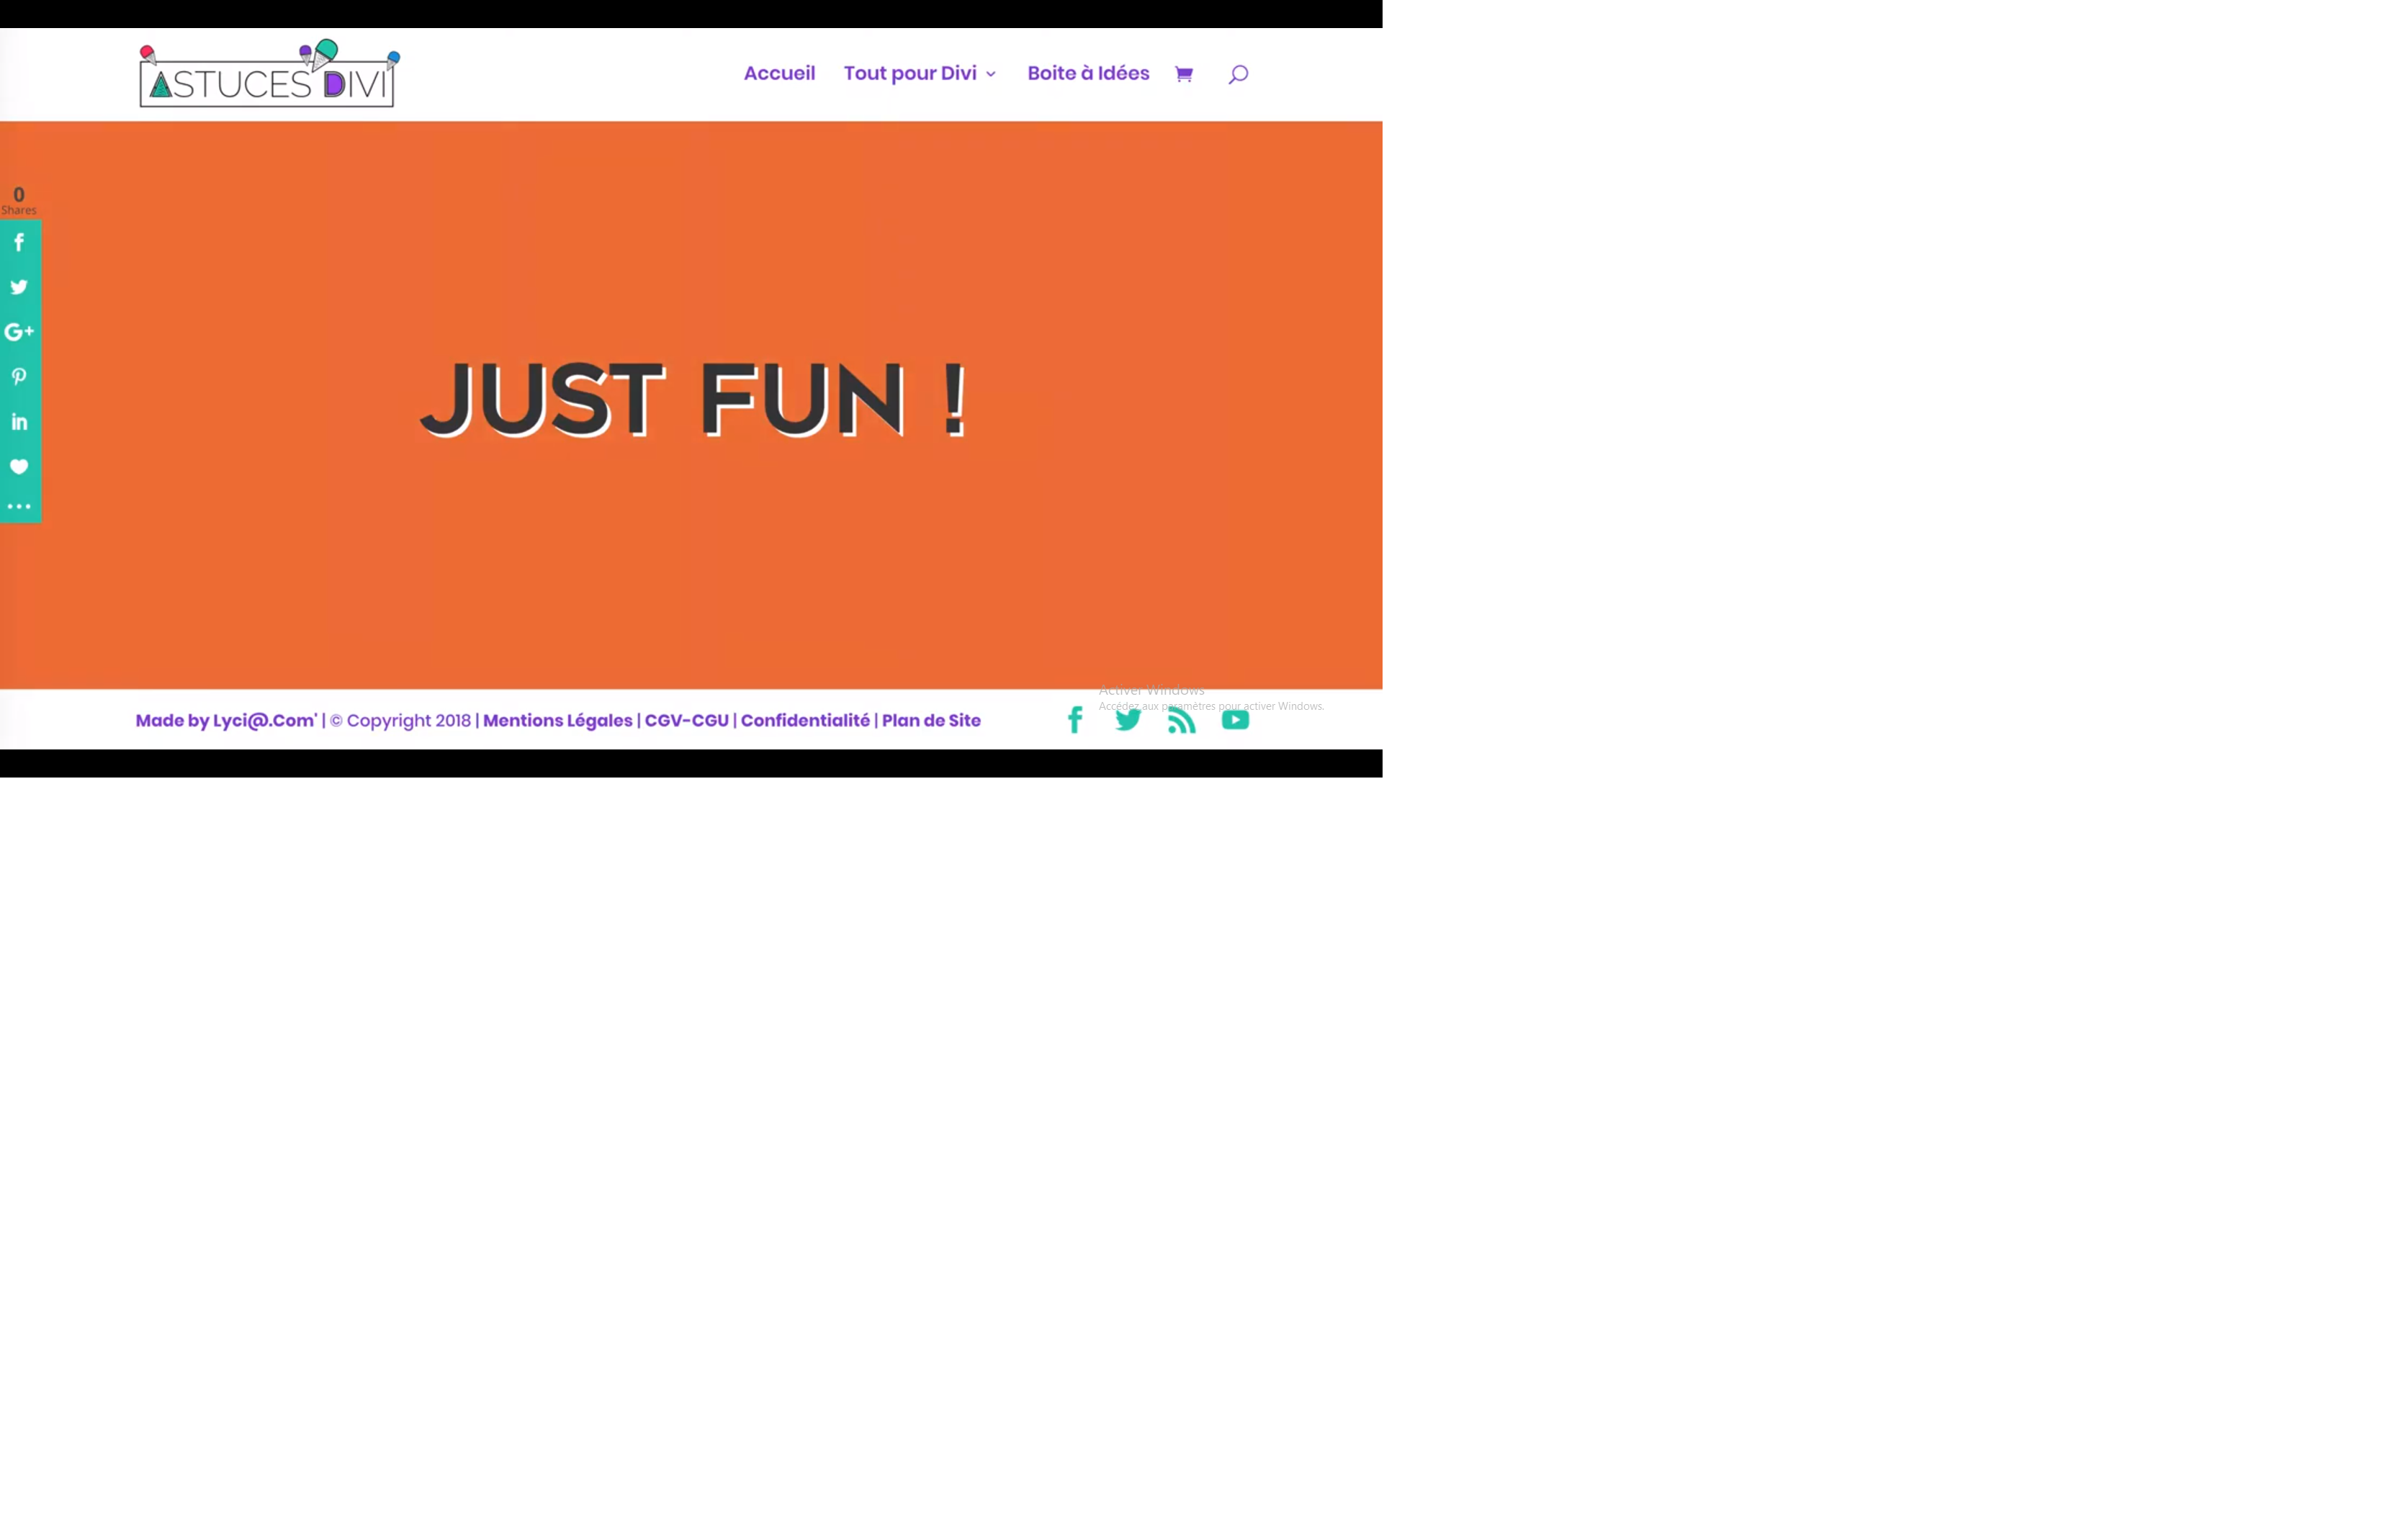 ASTUCES DIVI
Accueil Tout pour Divi Boite à Idées
0
Shares
G+
in
JUST FUN !
Activer Windows
Accédez aux paramètres pour activer Windows.
Made by Lyci@.Com' | © Copyright 2018 | Mentions Légales | CGV-CGU | Confidentialité | Plan de Site